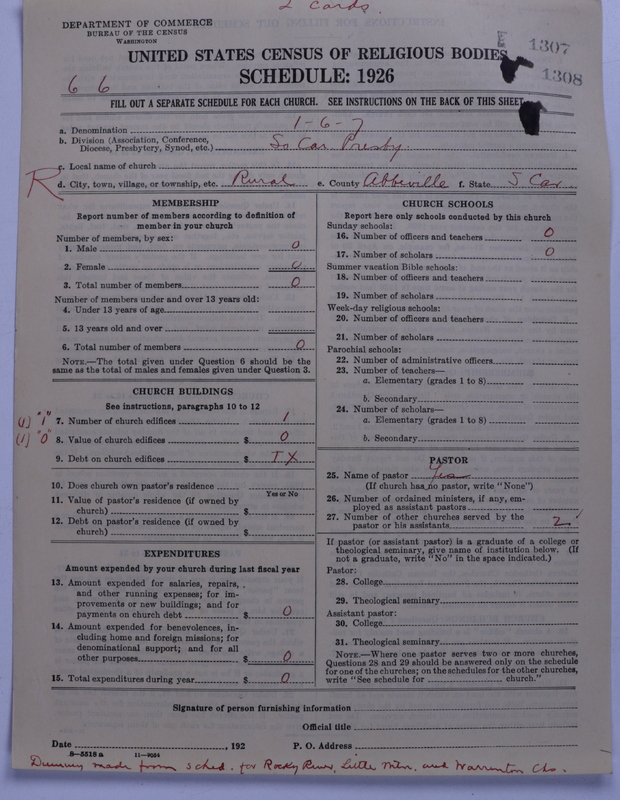 2 Cards.
DEPARTMENT OF COMMERCE
BUREAU OF THE CENSUS
WASHINGTON
UNITED STATES CENSUS OF RELIGIOUS BODIES
SCHEDULE: 1926
1307
1308
6 6
FILL OUT A SEPARATE SCHEDULE FOR EACH CHURCH. SEE INSTRUCTIONS ON THE BACK OF THIS SHEET
a. Denomination 1-6-7
b. Division (Association, Conference, Diocese, Presbytery, Synod, etc.) So Car Presby.
c. Local name of church
R d. City, town, village, or township, etc. Rural e. County Abbeville f. State S Car
MEMBERSHIP
Report number of members according to definition of
member in your church
Number of members, by sex:
1. Male 0
2. Female 0
3. Total number of members 0
Number of members under and over 13 years old:
4. Under 13 years of age
5. 13 years old and over
6. Total number of members 0
NOTE.—The total given under Question 6 should be
same as the total of males and females given under Question 3.
CHURCH BUILDINGS
See instructions, paragraphs 10 to 12
(1) "1" 7. Number of church edifices 1
(1) "0" 8. Value of church edifices $ 0
9. Debt on church edifices $ TX
10. Does church own pastor's residence
Yes or No
11. Value of pastor's residence (if owned by
church) $
12. Debt on pastor's residence (if owned by
church) $
EXPENDITURES
Amount expended by your church during last fiscal year
13. Amount expended for salaries, repairs,
and other running expenses; for im-
provements or new buildings; and for
payments on church debt $ 0
14. Amount expended for benevolences, in-
cluding home and foreign missions; for
denominational support; and for all
other purposes $ 0
15. Total expenditures during year $ 0
CHURCH SCHOOLS
Report here only schools conducted by this church
Sunday schools:
16. Number of officers and teachers 0
17. Number of scholars 0
Summer vacation Bible schools:
18. Number of officers and teachers
19. Number of scholars
Week-day religious schools:
20. Number of officers and teachers
21. Number of scholars
Parochial schools:
22. Number of administrative officers
23. Number of teachers—
a. Elementary (grades 1 to 8)
b. Secondary
24. Number of scholars—
a. Elementary (grades 1 to 8)
b. Secondary
PASTOR
25. Name of pastor Yes
(If church has no pastor, write "None")
26. Number of ordained ministers, if any, em-
ployed as assistant pastors
27. Number of other churches served by the
pastor or his assistants 2
If pastor (or assistant pastor) is a graduate of a college or
theological seminary, give name of institution below. (If
not a graduate, write "No" in the space indicated.)
Pastor:
28. College
29. Theological seminary
Assistant pastor:
30. College
31. Theological seminary
NOTE.—Where one pastor serves two or more churches,
Questions 28 and 29 should be answered only on the schedule
for one of the churches; on the schedules for the other churches,
write "See schedule for church."
Signature of person furnishing information
Official title
Date , 192 P. O. Address
8-5518 a 11-9064
Dummy made from sched. for Rocky River, Little Mtn. and Warrenton Chs.